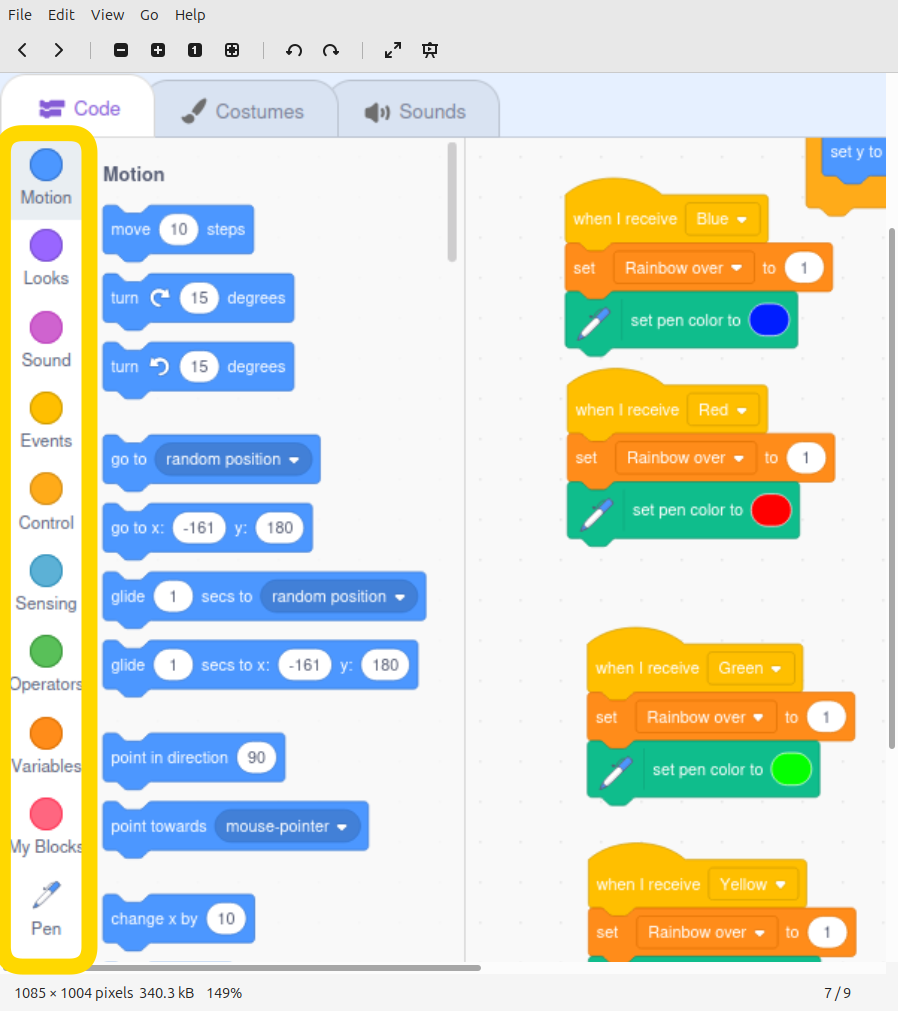 File Edit View Go Help
1
Code Costumes Sounds
Motion
Looks
Sound
Events
Control
Sensing
Operators
Variables
My Blocks
Pen
Motion
move 10 steps
turn 15 degrees
turn 15 degrees
go to random position
go to x: -161 y: 180
glide 1 secs to random position
glide 1 secs to x: -161 y: 180
point in direction 90
point towards mouse-pointer
change x by 10
set y to
when I receive Blue
set Rainbow over to 1
set pen color to
when I receive Red
set Rainbow over to 1
set pen color to
when I receive Green
set Rainbow over to 1
set pen color to
when I receive Yellow
set Rainbow over to 1
1085 × 1004 pixels 340.3 kB 149% 7 / 9